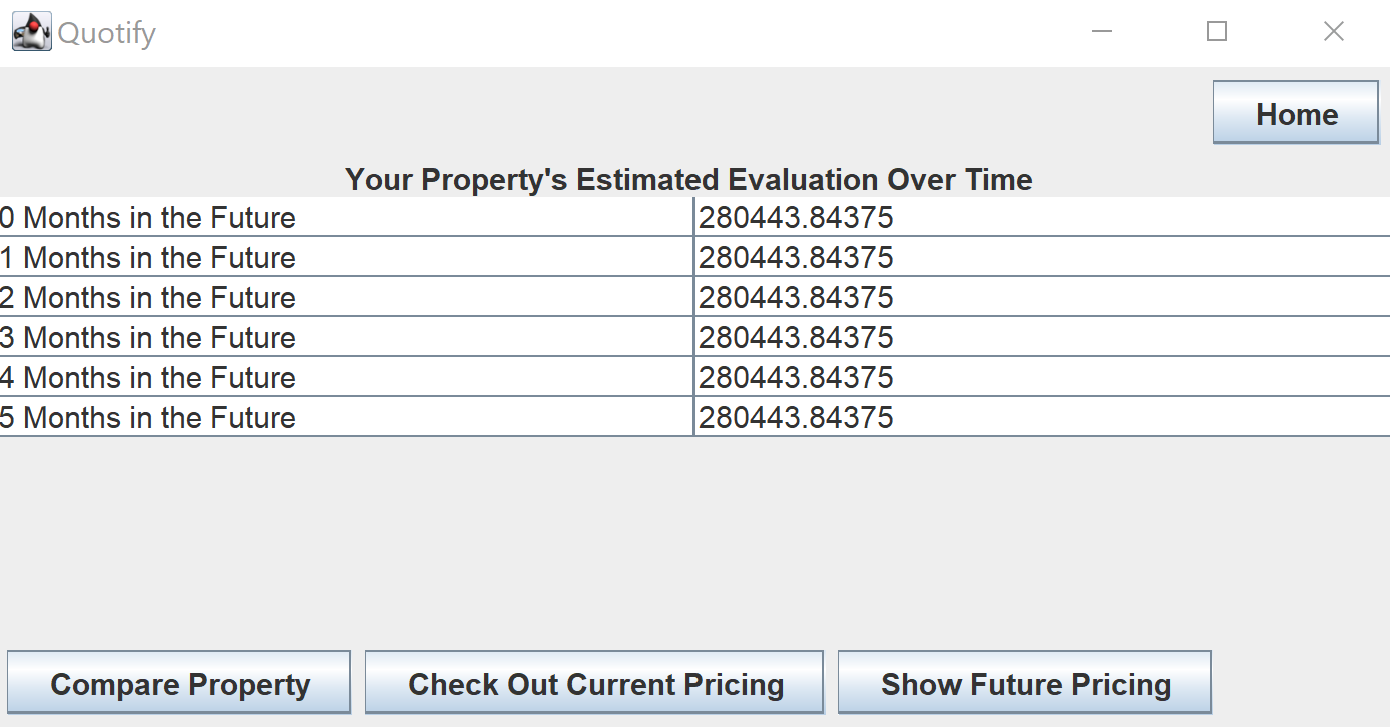 Quotify
Home
Your Property's Estimated Evaluation Over Time
0 Months in the Future 280443.84375
1 Months in the Future 280443.84375
2 Months in the Future 280443.84375
3 Months in the Future 280443.84375
4 Months in the Future 280443.84375
5 Months in the Future 280443.84375
Compare Property Check Out Current Pricing Show Future Pricing